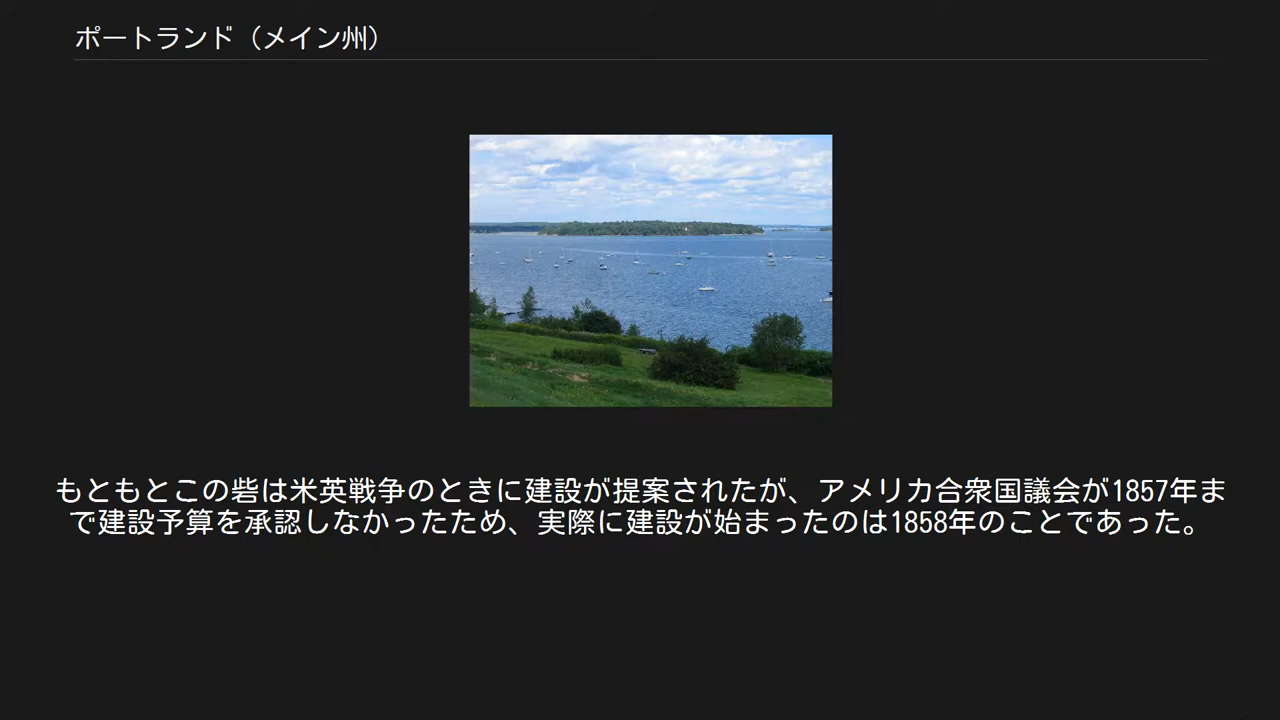 ポートランド（メイン州）
もともとこの砦は米英戦争のときに建設が提案されたが、アメリカ合衆国議会が1857年ま
で建設予算を承認しなかったため、実際に建設が始まったのは1858年のことであった。